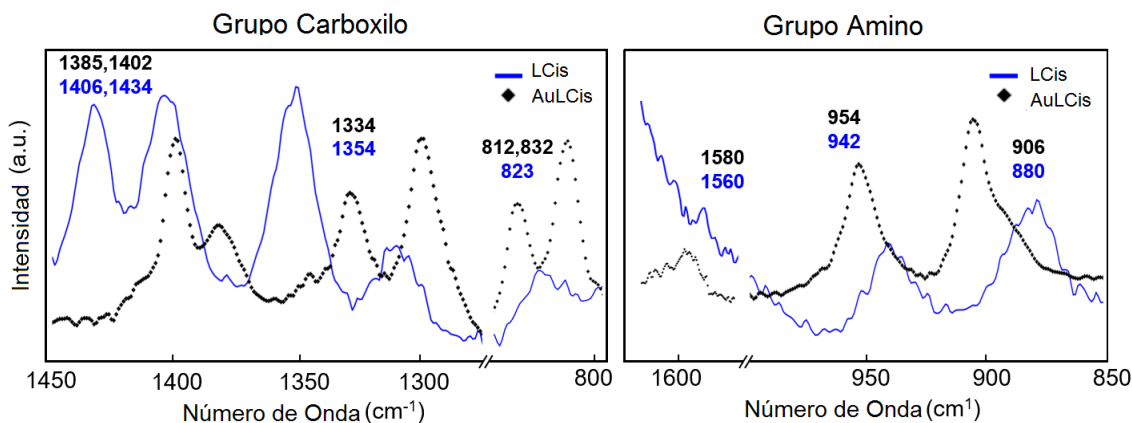 Grupo Carboxilo
1385,1402
1406,1434
1334
1354
812,832
823
LCis
AuLCis
Intensidad (a.u.)
1450
1400
1350
1300
800
Número de Onda (cm-1)
Grupo Amino
1580
1560
954
942
906
880
LCis
AuLCis
1600
950
900
850
Número de Onda (cm1)